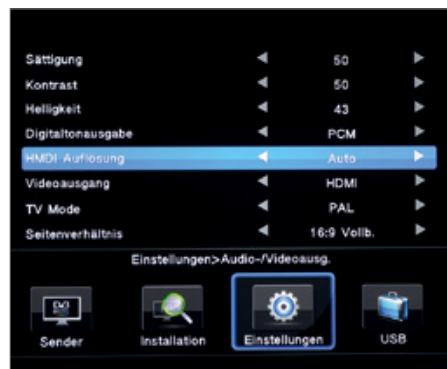 Sättigung 50
Kontrast 50
Helligkeit 43
Digitaltonausgabe PCM
HMDI Auflösung Auto
Videoausgang HDMI
TV Mode PAL
Seitenverhältnis 16:9 Vollb.
Einstellungen>Audio-/Videoausg.
Sender Installation Einstellungen USB